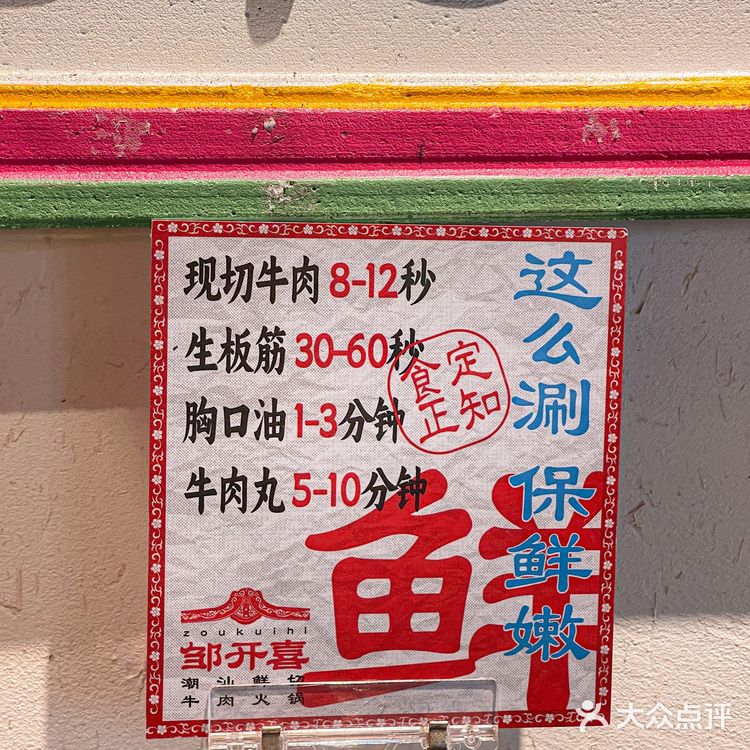 现切牛肉 8-12秒
生板筋 30-60秒
胸口油 1-3分钟
牛肉丸 5-10分钟
这么涮 保鲜嫩
食定
正知
鲜
zoukuihi
邹开喜
潮汕鲜切
牛肉火锅
大众点评